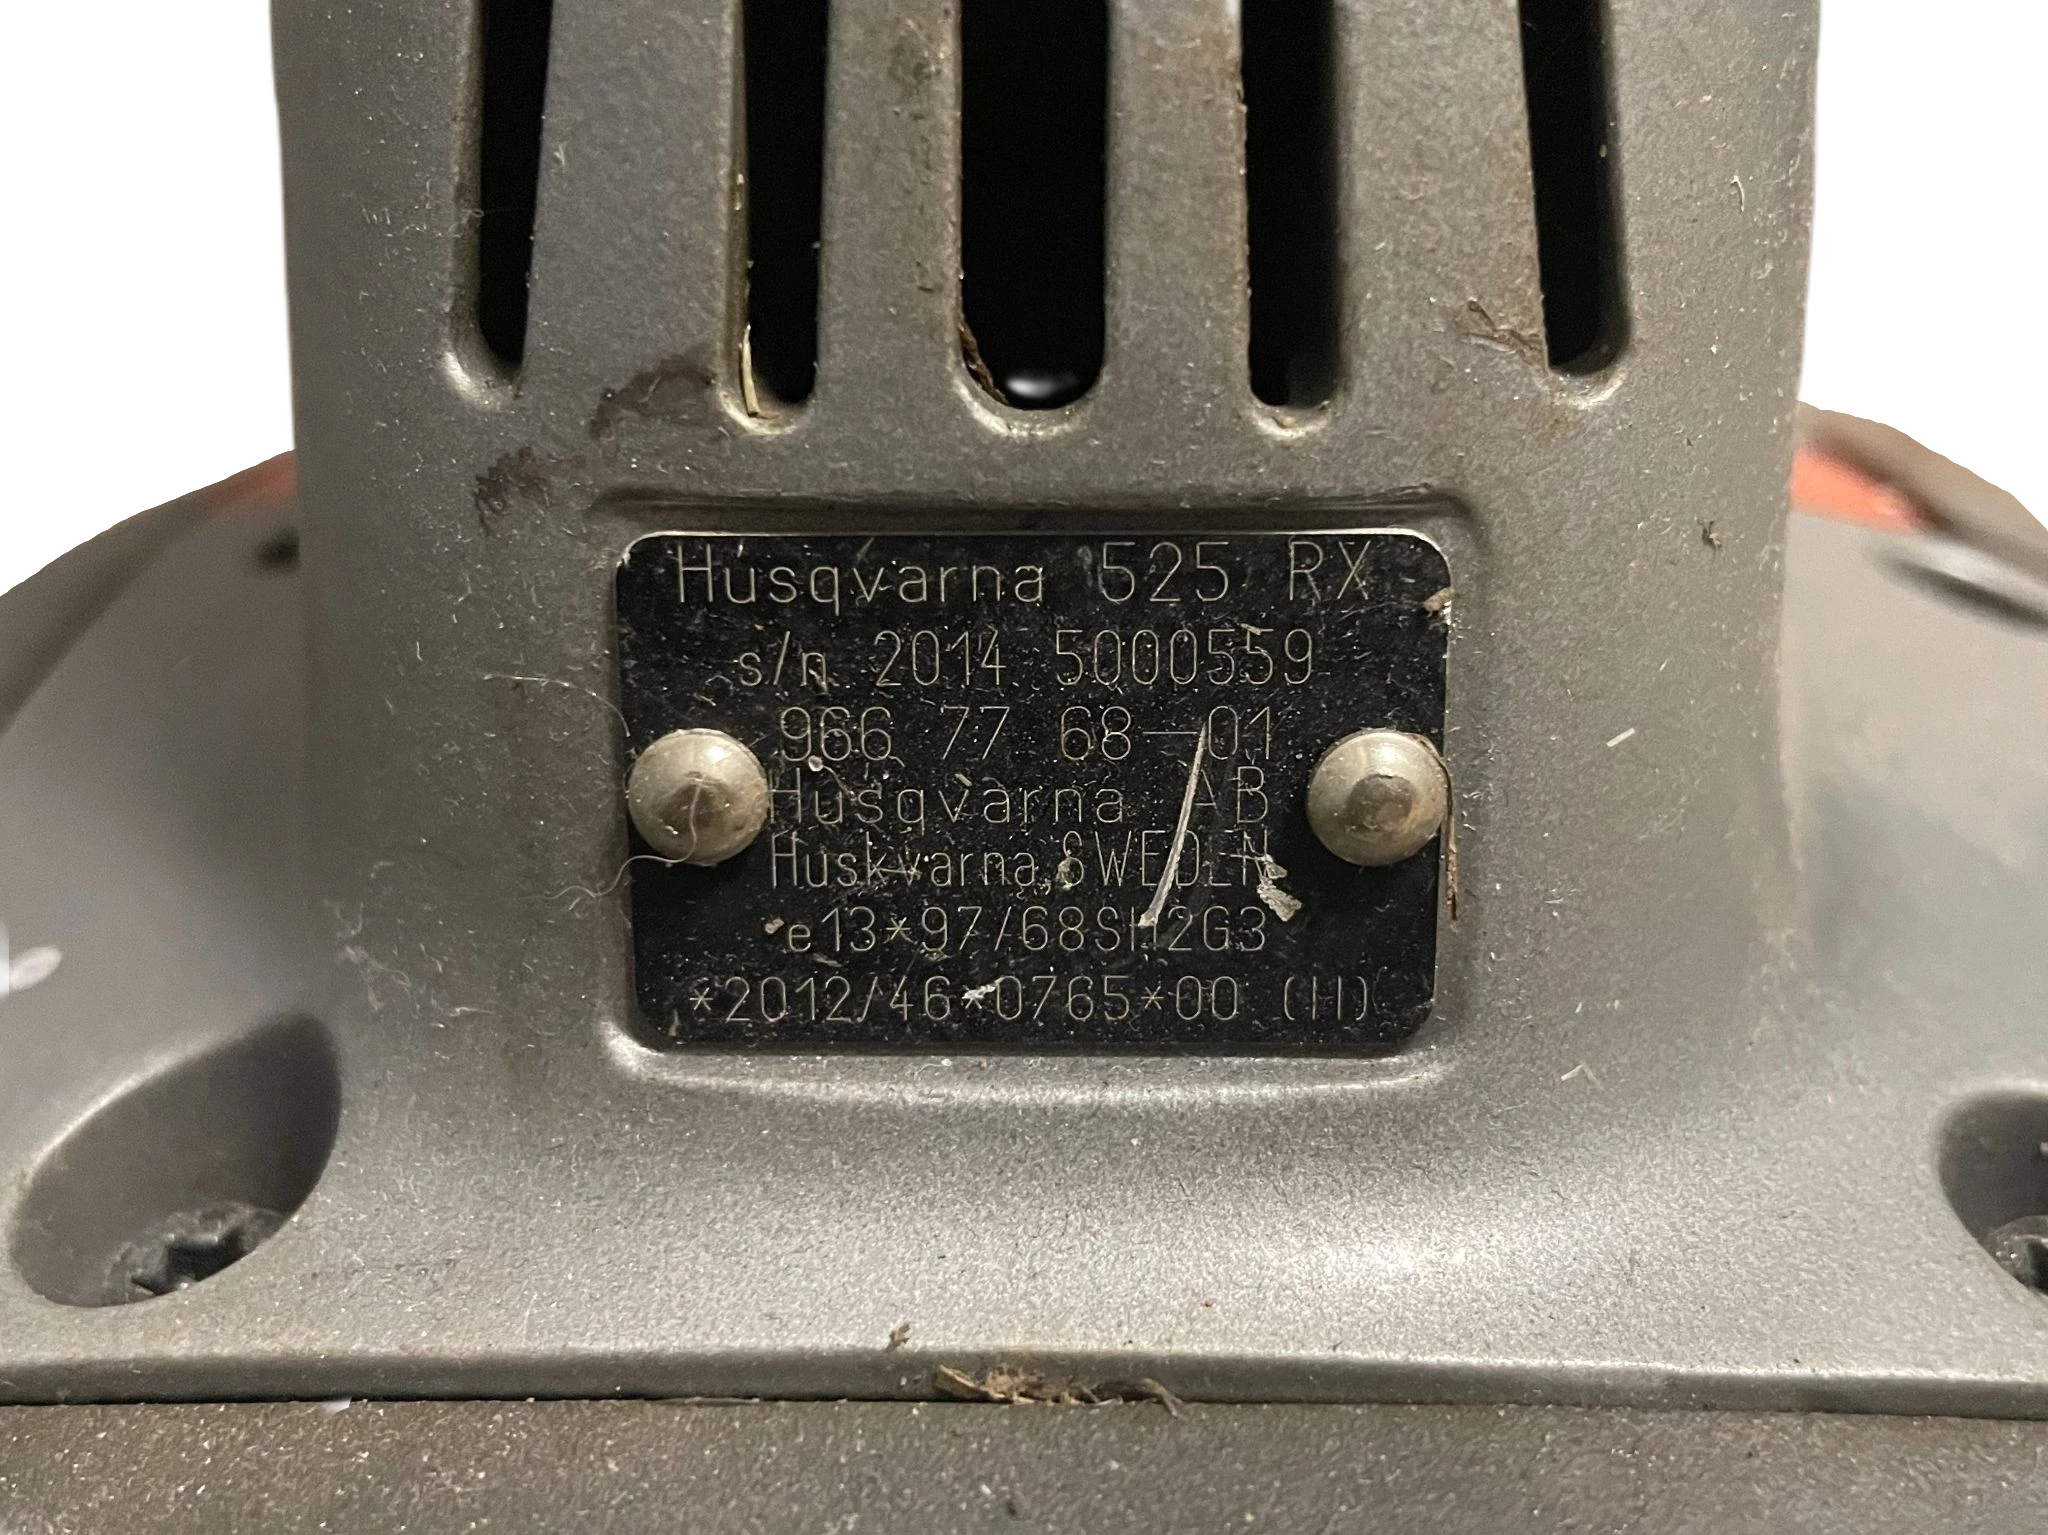 Husqvarna 525 RX
s/n 2014 5000559
966 77 68-01
Husqvarna AB
Huskvarna, SWEDEN
e13*97/68SH2G3
*2012/46*0765*00 (II)